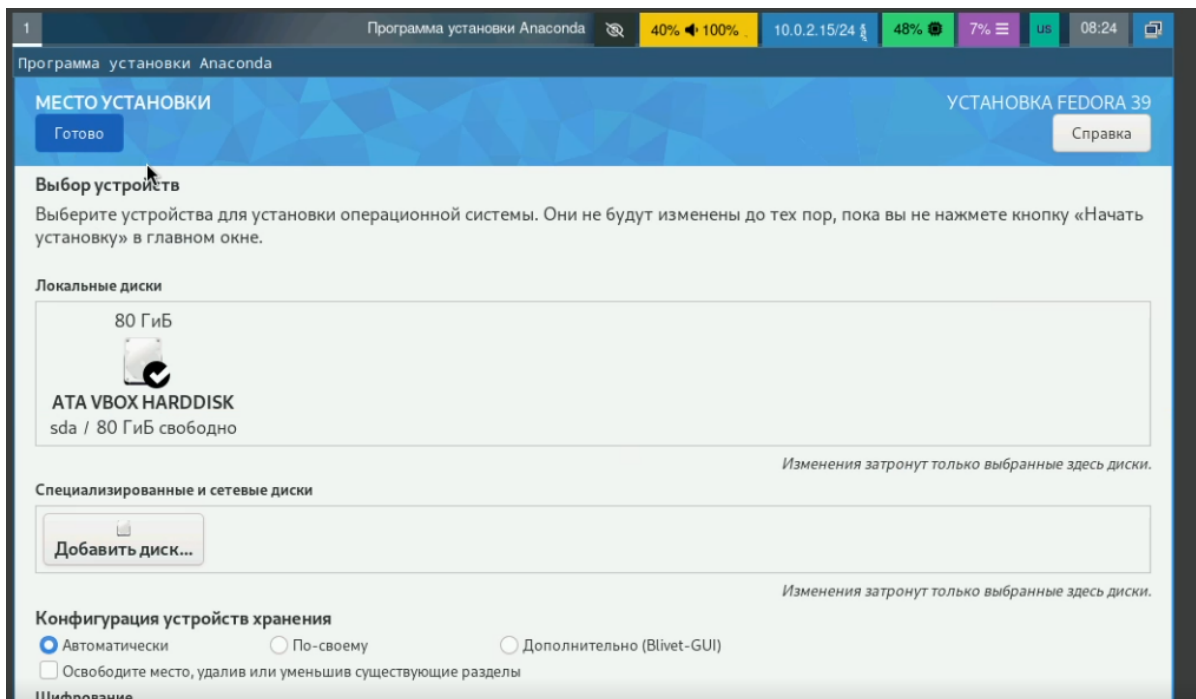 1 Программа установки Anaconda 40% 100% 10.0.2.15/24 48% 7% us 08:24
Программа установки Anaconda
МЕСТО УСТАНОВКИ УСТАНОВКА FEDORA 39
Готово Справка
Выбор устройств
Выберите устройства для установки операционной системы. Они не будут изменены до тех пор, пока вы не нажмете кнопку «Начать
установку» в главном окне.
Локальные диски
80 ГиБ
ATA VBOX HARDDISK
sda / 80 ГиБ свободно
Изменения затронут только выбранные здесь диски.
Специализированные и сетевые диски
Добавить диск...
Изменения затронут только выбранные здесь диски.
Конфигурация устройств хранения
Автоматически По-своему Дополнительно (Blivet-GUI)
Освободите место, удалив или уменьшив существующие разделы
Шифрование